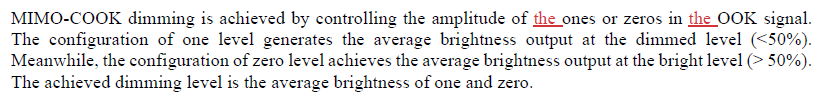 MIMO-COOK dimming is achieved by controlling the amplitude of the ones or zeros in the OOK signal.
The configuration of one level generates the average brightness output at the dimmed level (<50%).
Meanwhile, the configuration of zero level achieves the average brightness output at the bright level (> 50%).
The achieved dimming level is the average brightness of one and zero.